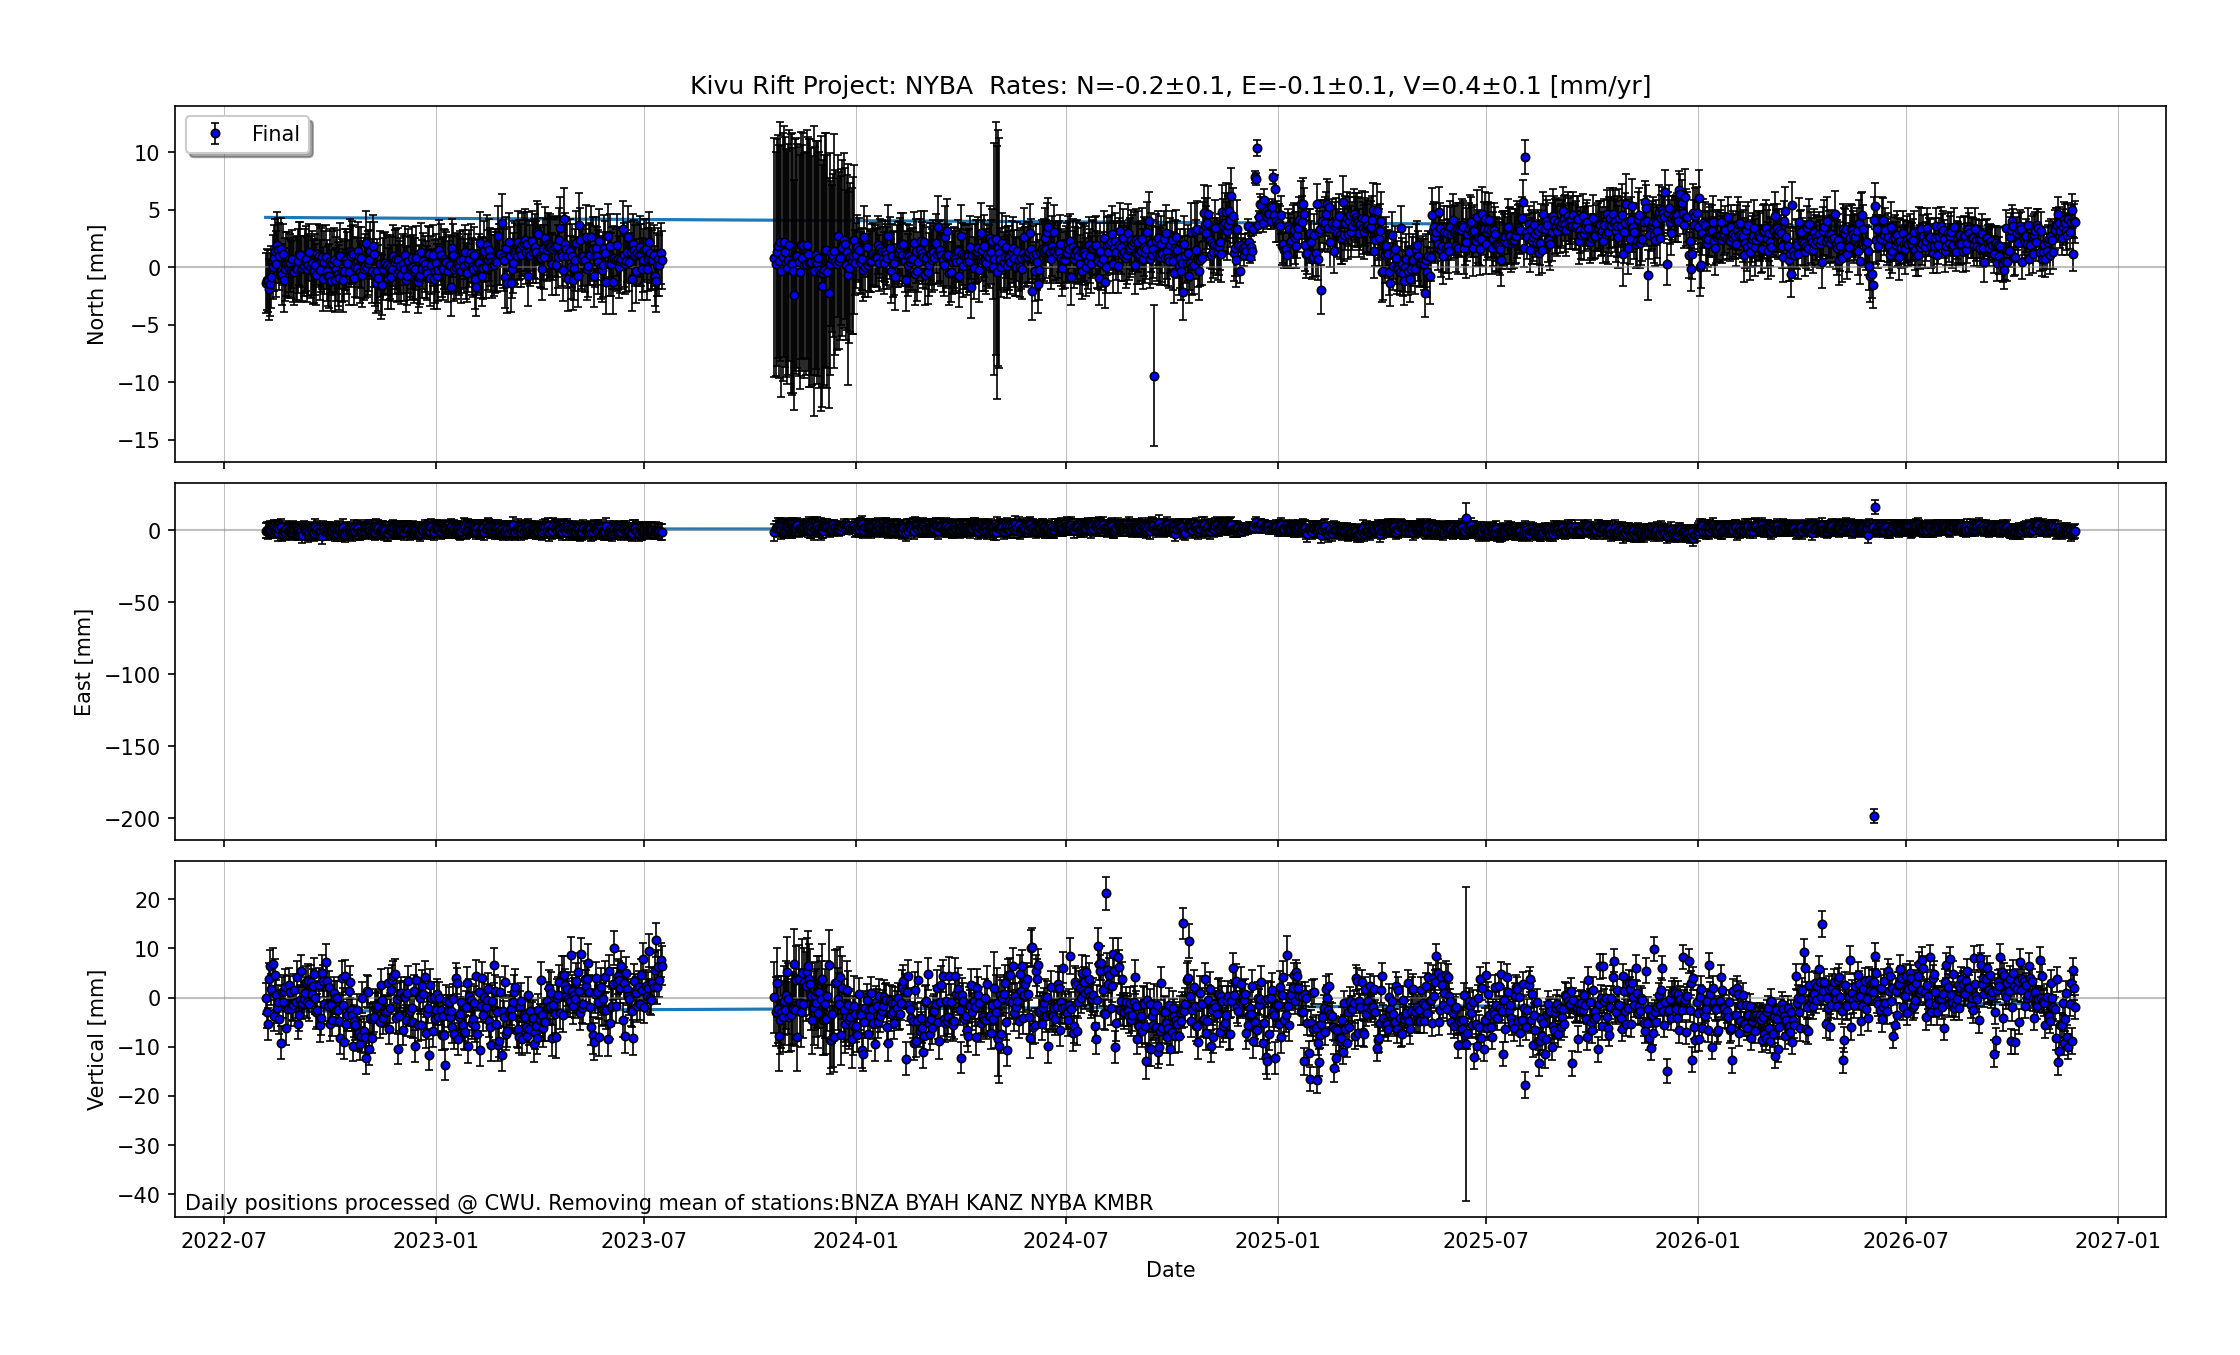 Kivu Rift Project: NYBA  Rates: N=-0.2±0.1, E=-0.1±0.1, V=0.4±0.1 [mm/yr]
Final
10
5
0
−5
−10
−15
North [mm]
0
−50
−100
−150
−200
East [mm]
20
10
0
−10
−20
−30
−40
Vertical [mm]
Daily positions processed @ CWU. Removing mean of stations:BNZA BYAH KANZ NYBA KMBR
2022-07 2023-01 2023-07 2024-01 2024-07 2025-01 2025-07 2026-01 2026-07 2027-01
Date